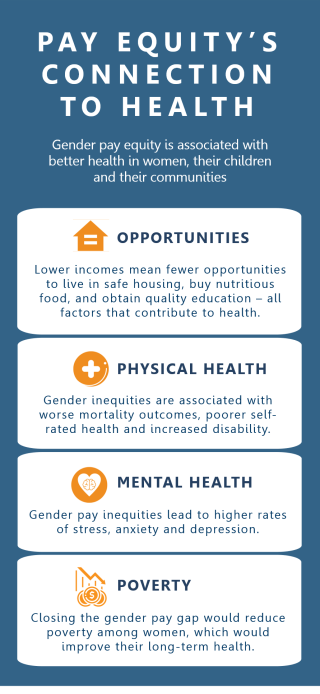 PAY EQUITY’S
CONNECTION
TO HEALTH
Gender pay equity is associated with
better health in women, their children
and their communities
OPPORTUNITIES
Lower incomes mean fewer opportunities
to live in safe housing, buy nutritious
food, and obtain quality education – all
factors that contribute to health.
PHYSICAL HEALTH
Gender inequities are associated with
worse mortality outcomes, poorer self-
rated health and increased disability.
MENTAL HEALTH
Gender pay inequities lead to higher rates
of stress, anxiety and depression.
POVERTY
Closing the gender pay gap would reduce
poverty among women, which would
improve their long-term health.